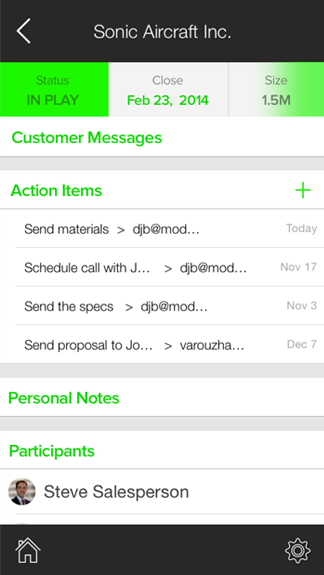 Sonic Aircraft Inc.
Status Close Size
IN PLAY Feb 23, 2014 1.5M
Customer Messages
Action Items +
Send materials > djb@mod... Today
Schedule call with J... > djb@mod... Nov 17
Send the specs > djb@mod... Nov 3
Send proposal to Jo... > varouzha... Dec 7
Personal Notes
Participants
Steve Salesperson